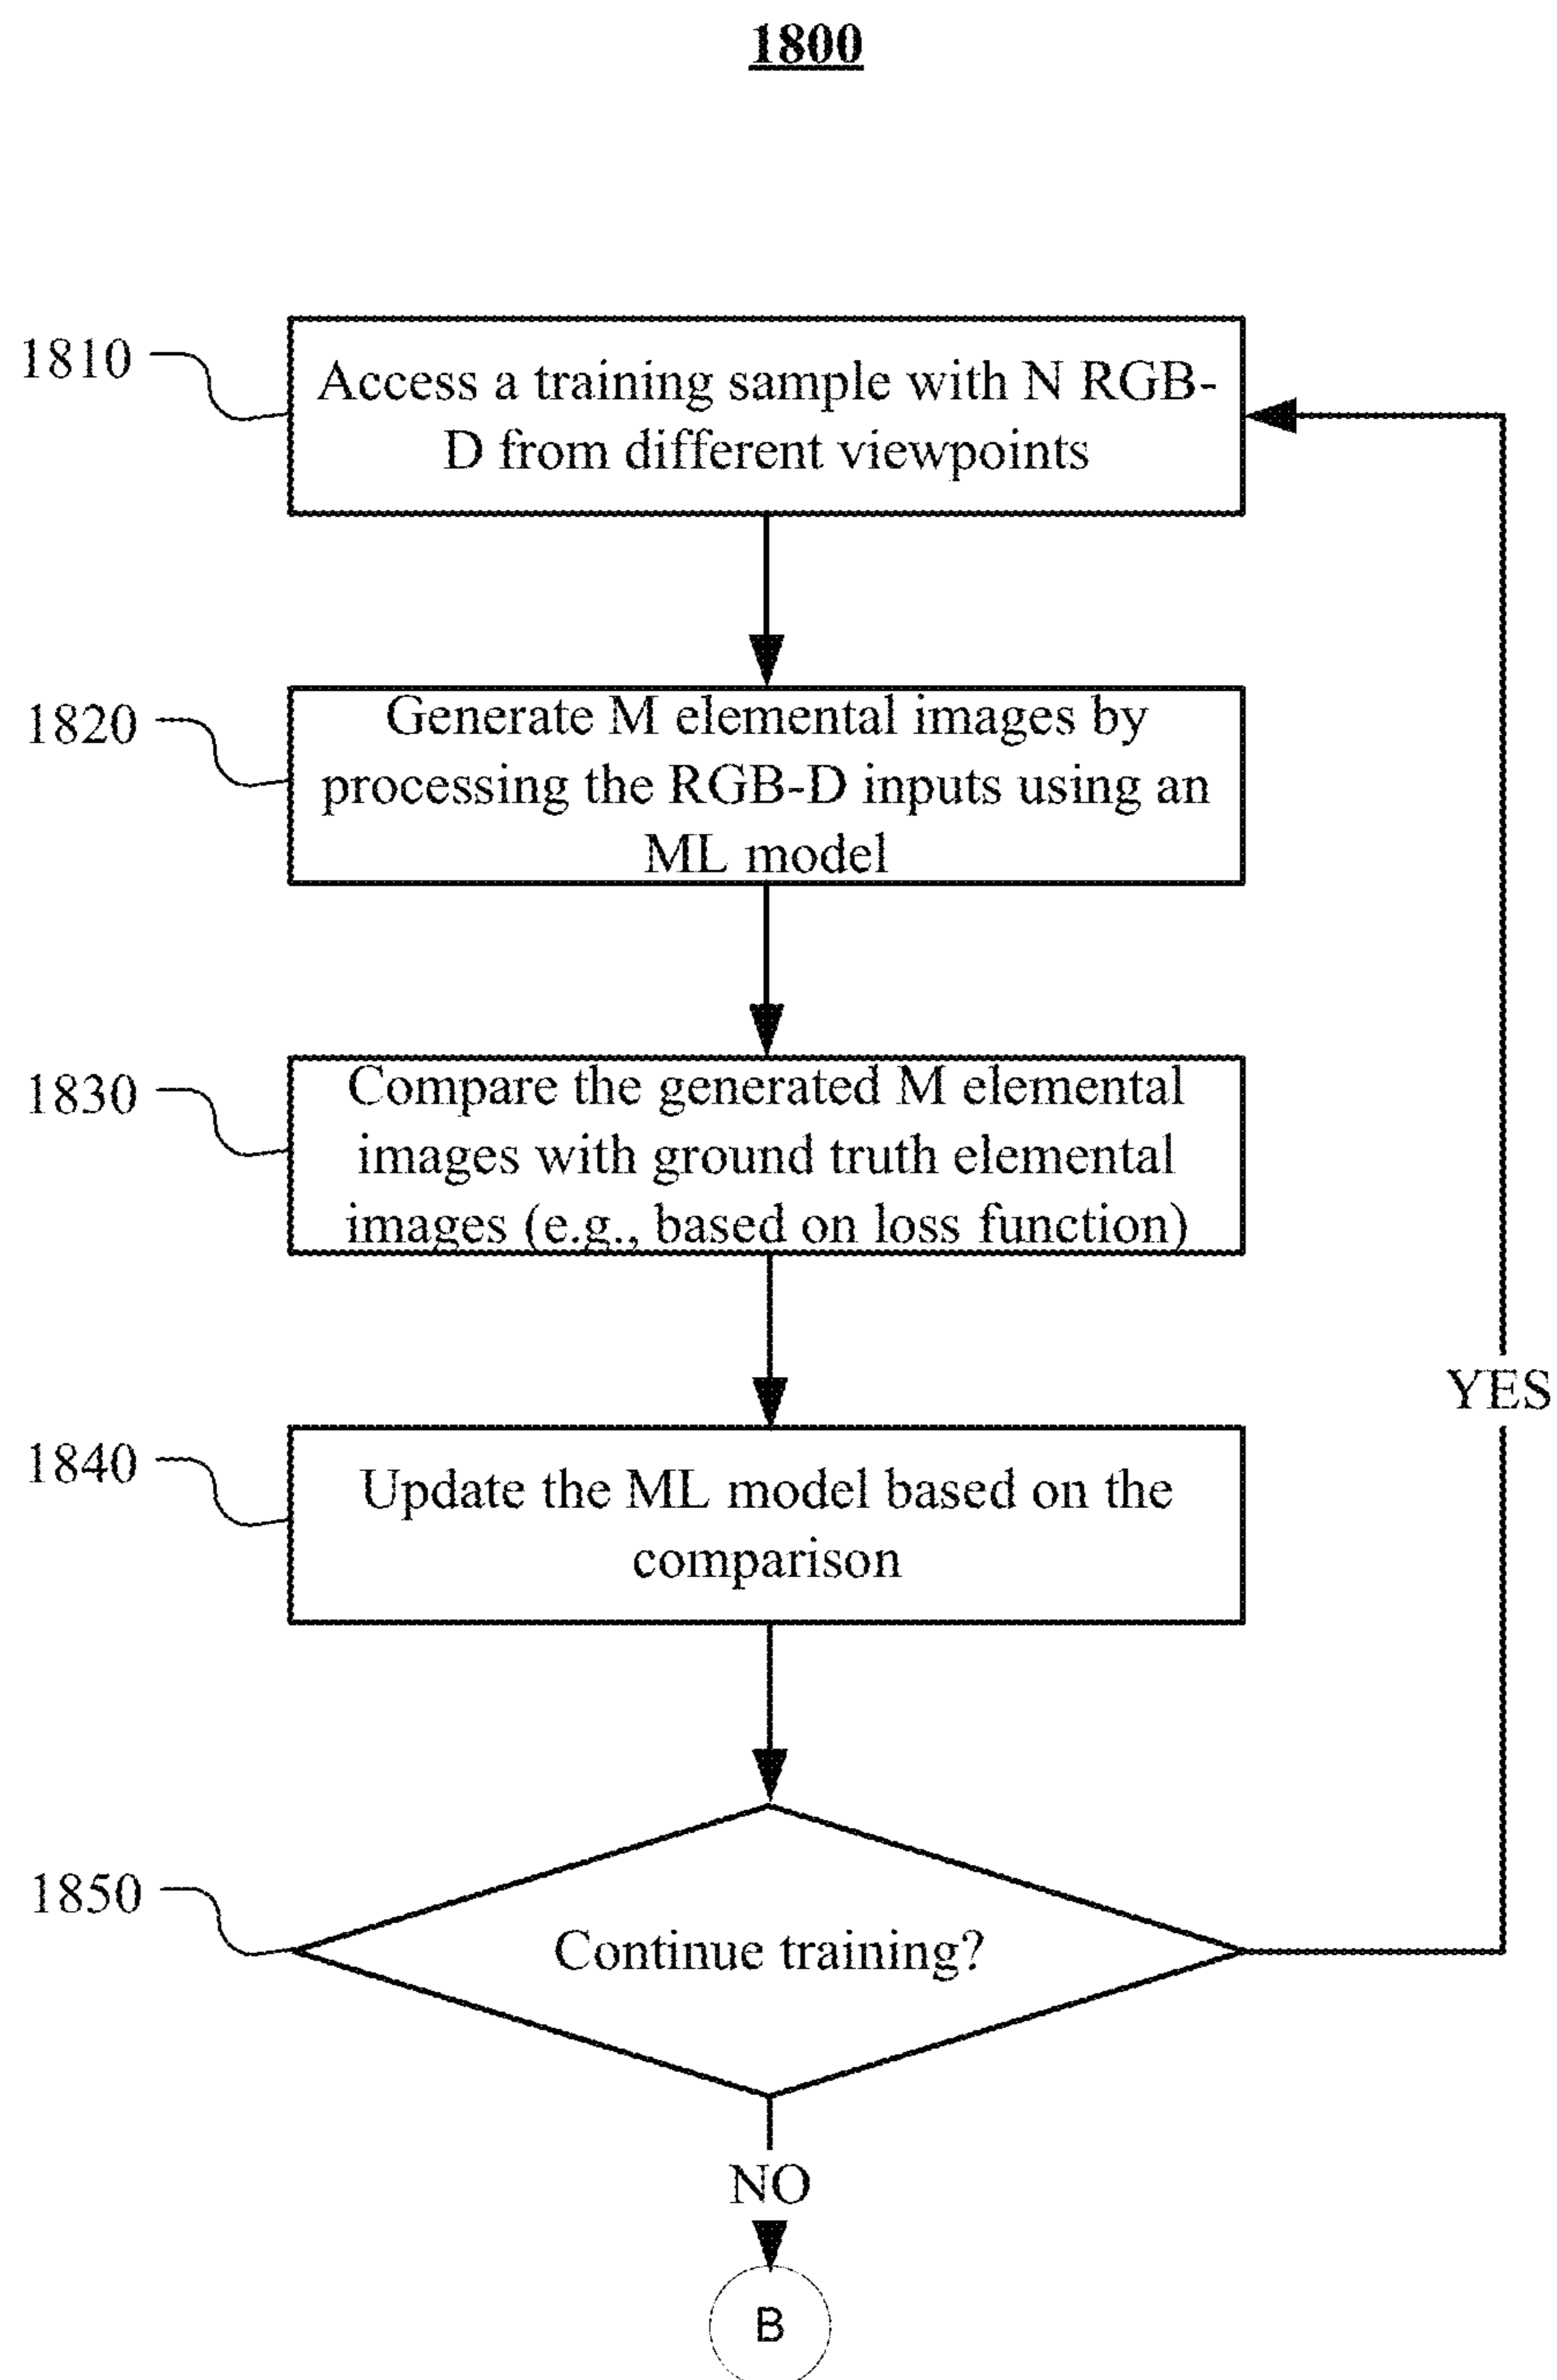 1800
1810
Access a training sample with N RGB-
D from different viewpoints
1820
Generate M elemental images by
processing the RGB-D inputs using an
ML model
1830
Compare the generated M elemental
images with ground truth elemental
images (e.g., based on loss function)
YES
1840
Update the ML model based on the
comparison
1850
Continue training?
NO
B